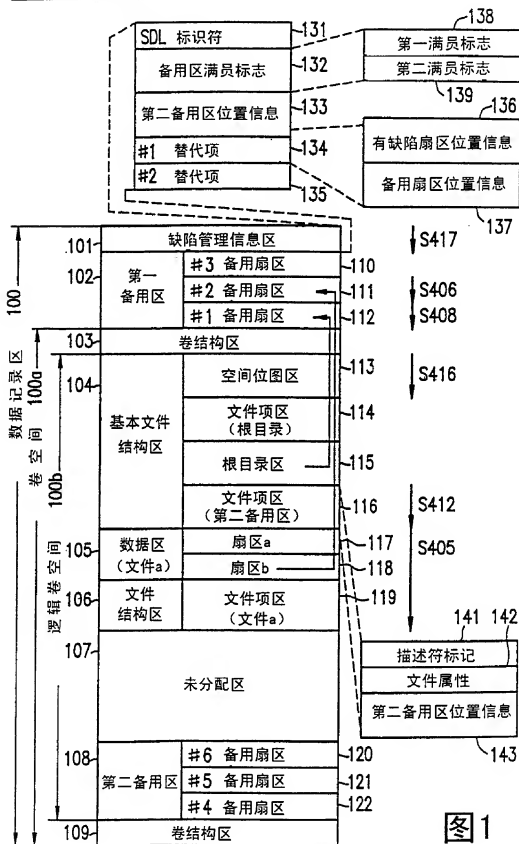 SDL 标识符
131
备用区满员标志
132
第二备用区位置信息
133
#1 替代项
134
#2 替代项
135
138
第一满员标志
第二满员标志
139
136
有缺陷扇区位置信息
备用扇区位置信息
137
100
数据记录区
100a
卷空间
100b
逻辑卷空间
101
缺陷管理信息区
102
第一
备用区
#3 备用扇区
110
#2 备用扇区
111
#1 备用扇区
112
103
卷结构区
104
基本文件
结构区
空间位图区
113
文件项区
(根目录)
114
根目录区
115
文件项区
(第二备用区)
116
105
数据区
(文件a)
扇区a
117
扇区b
118
106
文件
结构区
文件项区
(文件a)
119
107
未分配区
108
第二备用区
#6 备用扇区
120
#5 备用扇区
121
#4 备用扇区
122
109
卷结构区
S417
S406
S408
S416
S412
S405
141
142
描述符标记
文件属性
第二备用区位置信息
143
图1